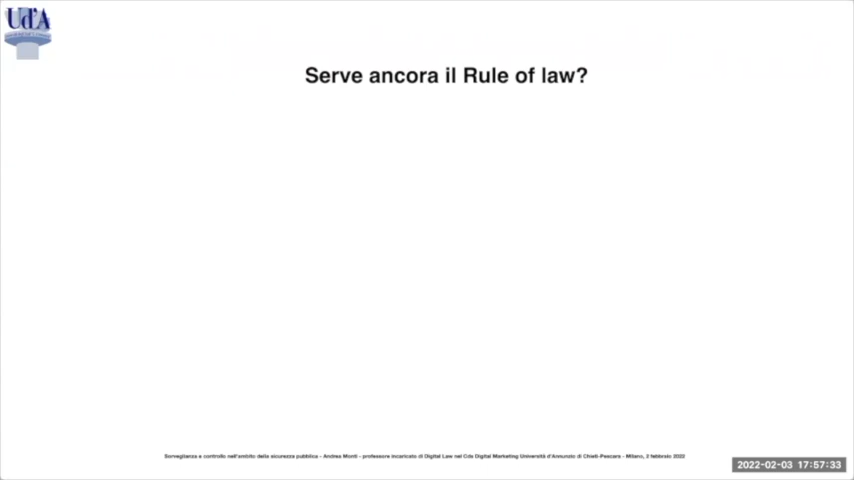 Ud'A
Serve ancora il Rule of law?
Sorveglianza e controllo nell'ambito della sicurezza pubblica - Andrea Monti - professore incaricato di Digital Law nel Cds Digital Marketing Università d'Annunzio di Chieti-Pescara - Milano, 2 febbraio 2022
2022-02-03 17:57:33